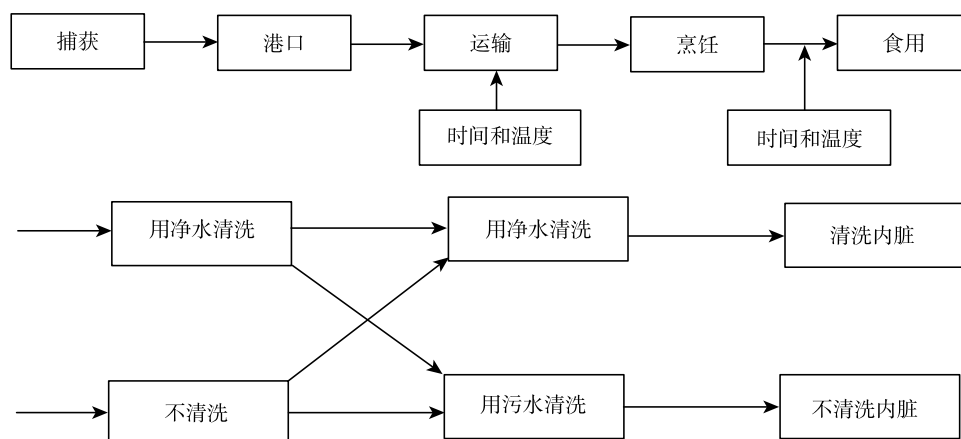 捕获
港口
运输
烹饪
食用
时间和温度
时间和温度
用净水清洗
用净水清洗
清洗内脏
不清洗
用污水清洗
不清洗内脏